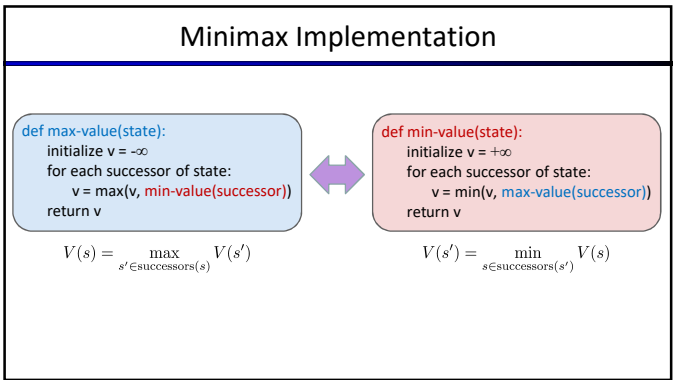 Minimax Implementation
def max-value(state):
initialize v = -∞
for each successor of state:
v = max(v, min-value(successor))
return v
V(s) = max V(s′)
s′∈successors(s)
def min-value(state):
initialize v = +∞
for each successor of state:
v = min(v, max-value(successor))
return v
V(s′) = min V(s)
s∈successors(s′)